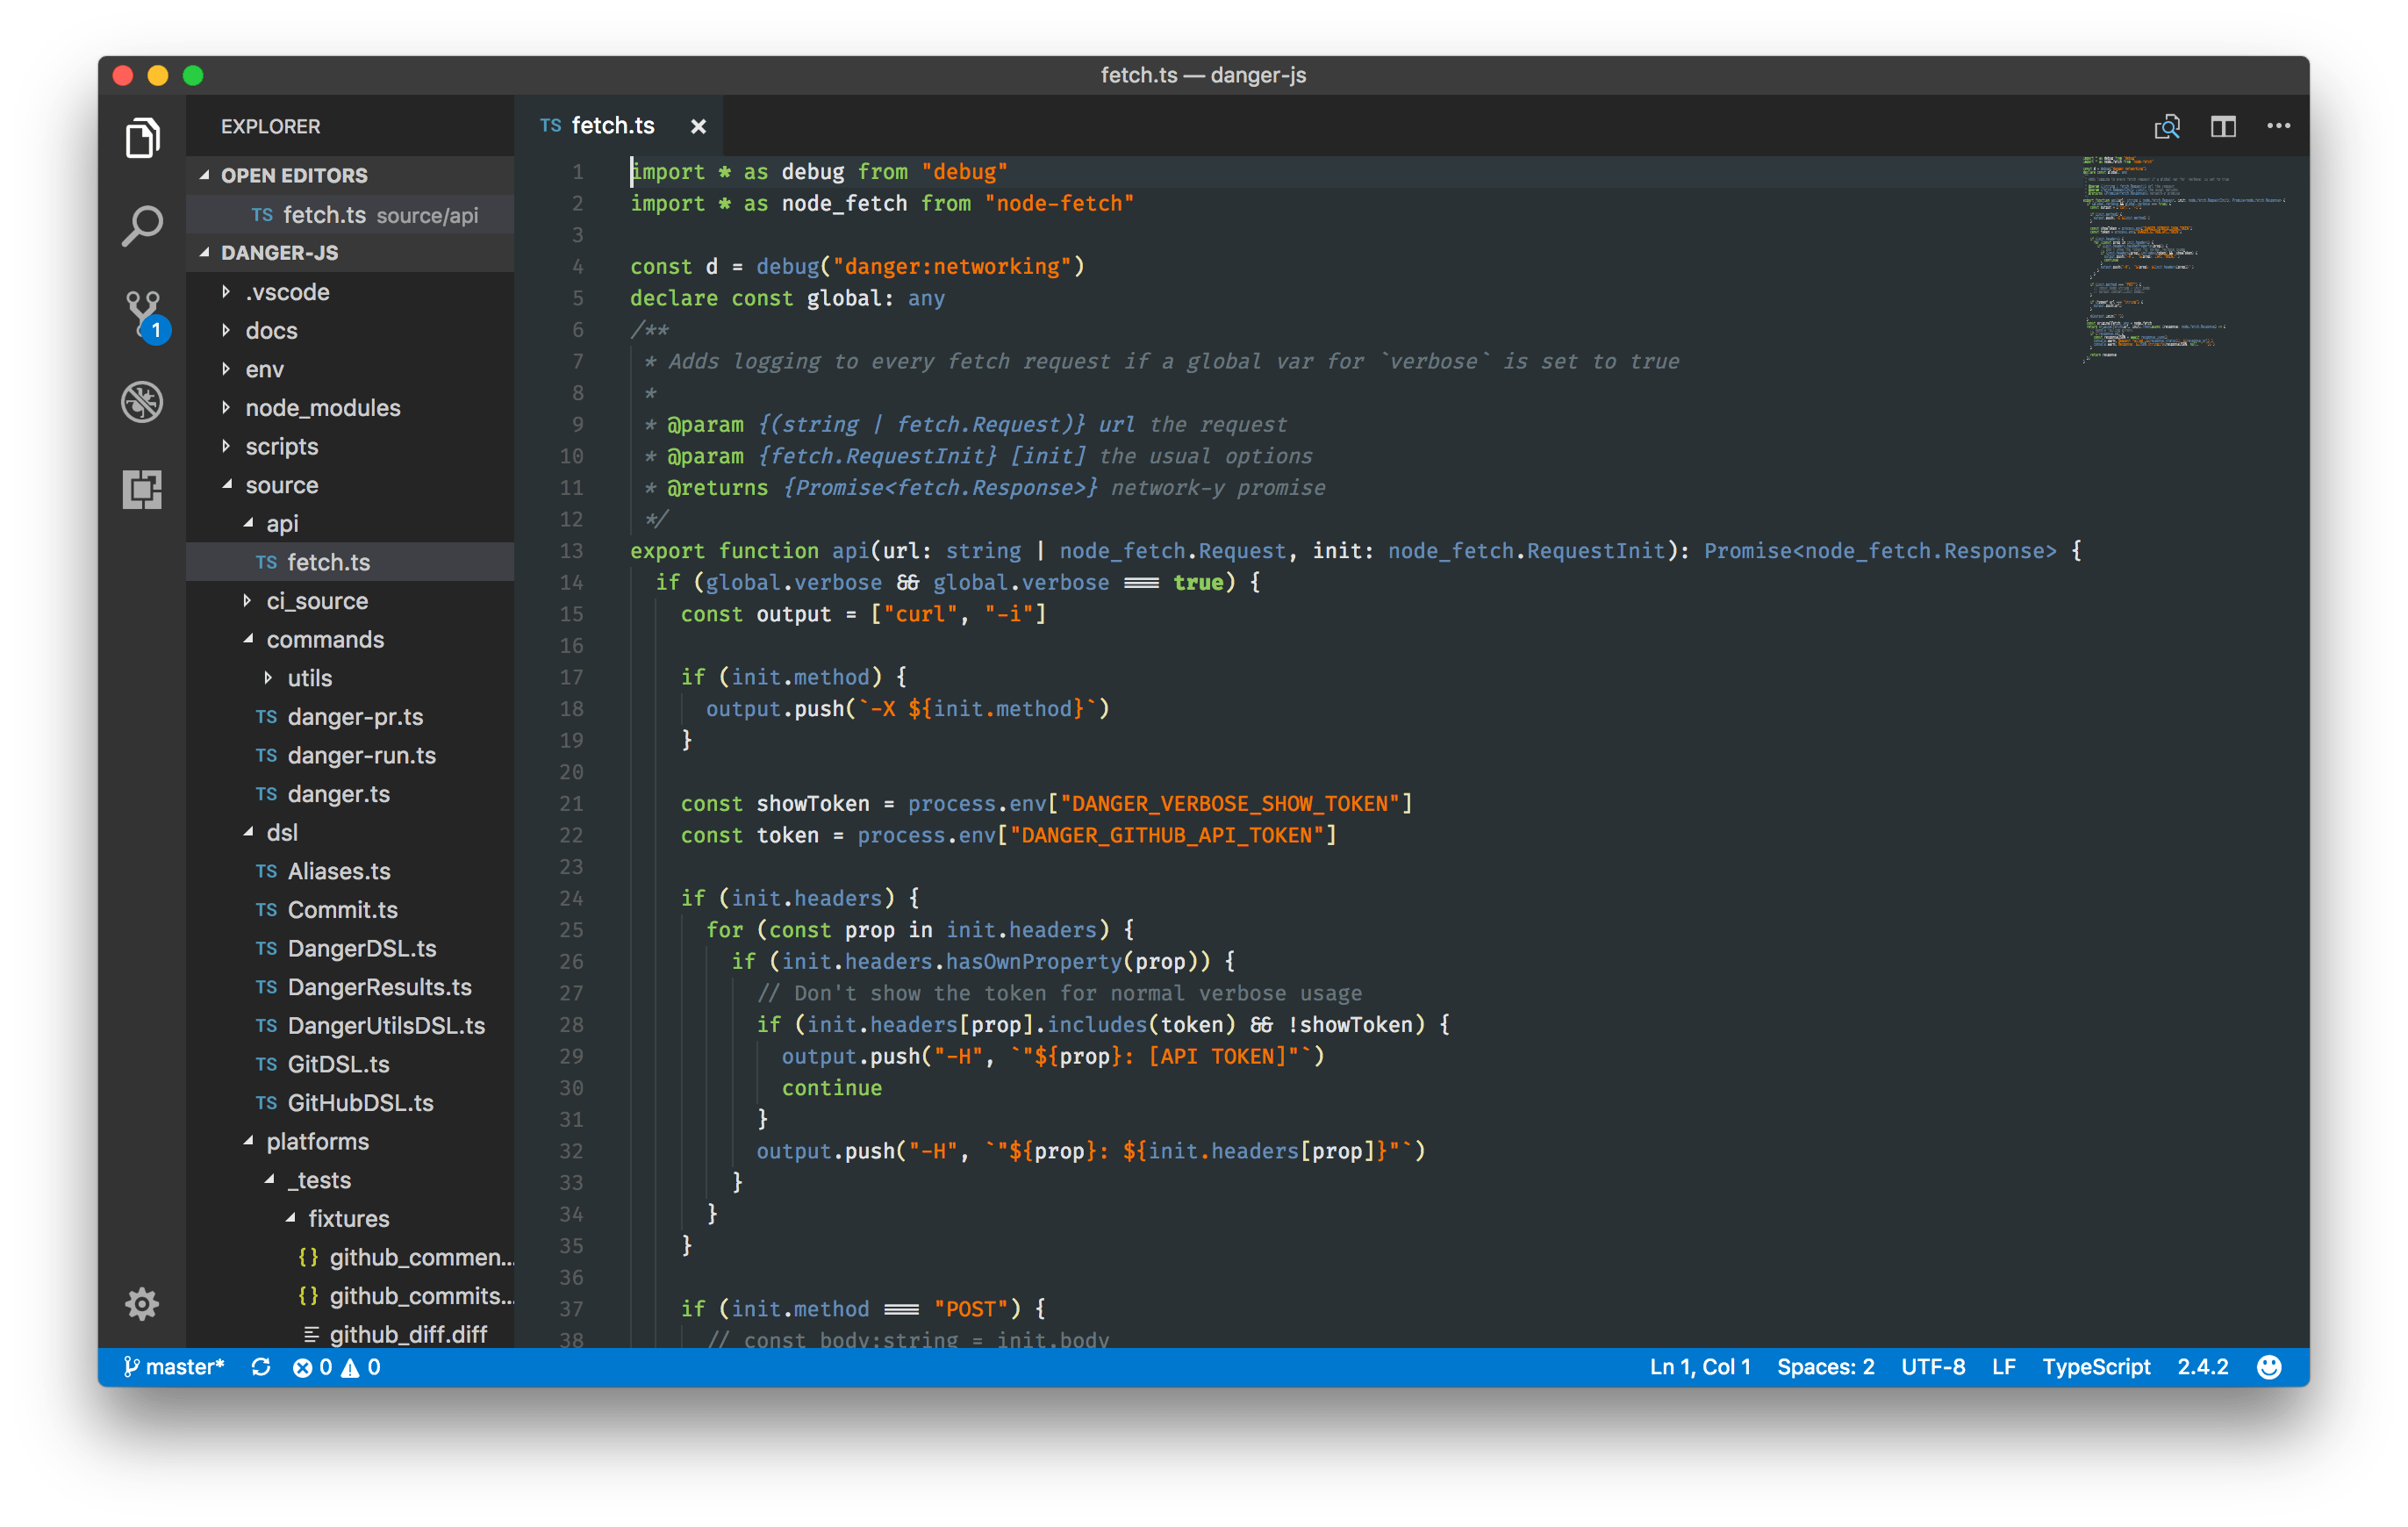 fetch.ts — danger-js
EXPLORER
OPEN EDITORS
TS fetch.ts source/api
DANGER-JS
.vscode
docs
env
node_modules
scripts
source
api
TS fetch.ts
ci_source
commands
utils
TS danger-pr.ts
TS danger-run.ts
TS danger.ts
dsl
TS Aliases.ts
TS Commit.ts
TS DangerDSL.ts
TS DangerResults.ts
TS DangerUtilsDSL.ts
TS GitDSL.ts
TS GitHubDSL.ts
platforms
_tests
fixtures
{} github_commen...
{} github_commits...
github_diff.diff
1
TS fetch.ts ×
1 import * as debug from "debug"
2 import * as node_fetch from "node-fetch"
3
4 const d = debug("danger:networking")
5 declare const global: any
6 /**
7  * Adds logging to every fetch request if a global var for `verbose` is set to true
8  *
9  * @param {(string | fetch.Request)} url the request
10  * @param {fetch.RequestInit} [init] the usual options
11  * @returns {Promise<fetch.Response>} network-y promise
12  */
13 export function api(url: string | node_fetch.Request, init: node_fetch.RequestInit): Promise<node_fetch.Response> {
14   if (global.verbose && global.verbose === true) {
15     const output = ["curl", "-i"]
16
17     if (init.method) {
18       output.push(`-X ${init.method}`)
19     }
20
21     const showToken = process.env["DANGER_VERBOSE_SHOW_TOKEN"]
22     const token = process.env["DANGER_GITHUB_API_TOKEN"]
23
24     if (init.headers) {
25       for (const prop in init.headers) {
26         if (init.headers.hasOwnProperty(prop)) {
27           // Don't show the token for normal verbose usage
28           if (init.headers[prop].includes(token) && !showToken) {
29             output.push("-H", `"${prop}: [API TOKEN]"`)
30             continue
31           }
32           output.push("-H", `"${prop}: ${init.headers[prop]}"`)
33         }
34       }
35     }
36
37     if (init.method === "POST") {
38       // const body:string = init.body
master* 0 0
Ln 1, Col 1 Spaces: 2 UTF-8 LF TypeScript 2.4.2